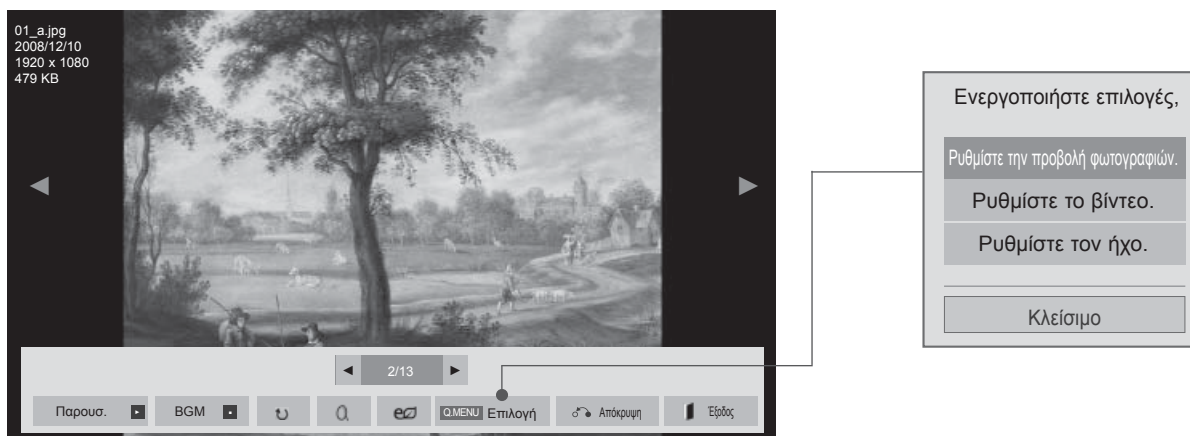 01_a.jpg
2008/12/10
1920 x 1080
479 KB
◄ 2/13 ►
Παρουσ. BGM Q.MENU Επιλογή Απόκρυψη Έξοδος
Ενεργοποιήστε επιλογές,
Ρυθμίστε την προβολή φωτογραφιών.
Ρυθμίστε το βίντεο.
Ρυθμίστε τον ήχο.
Κλείσιμο